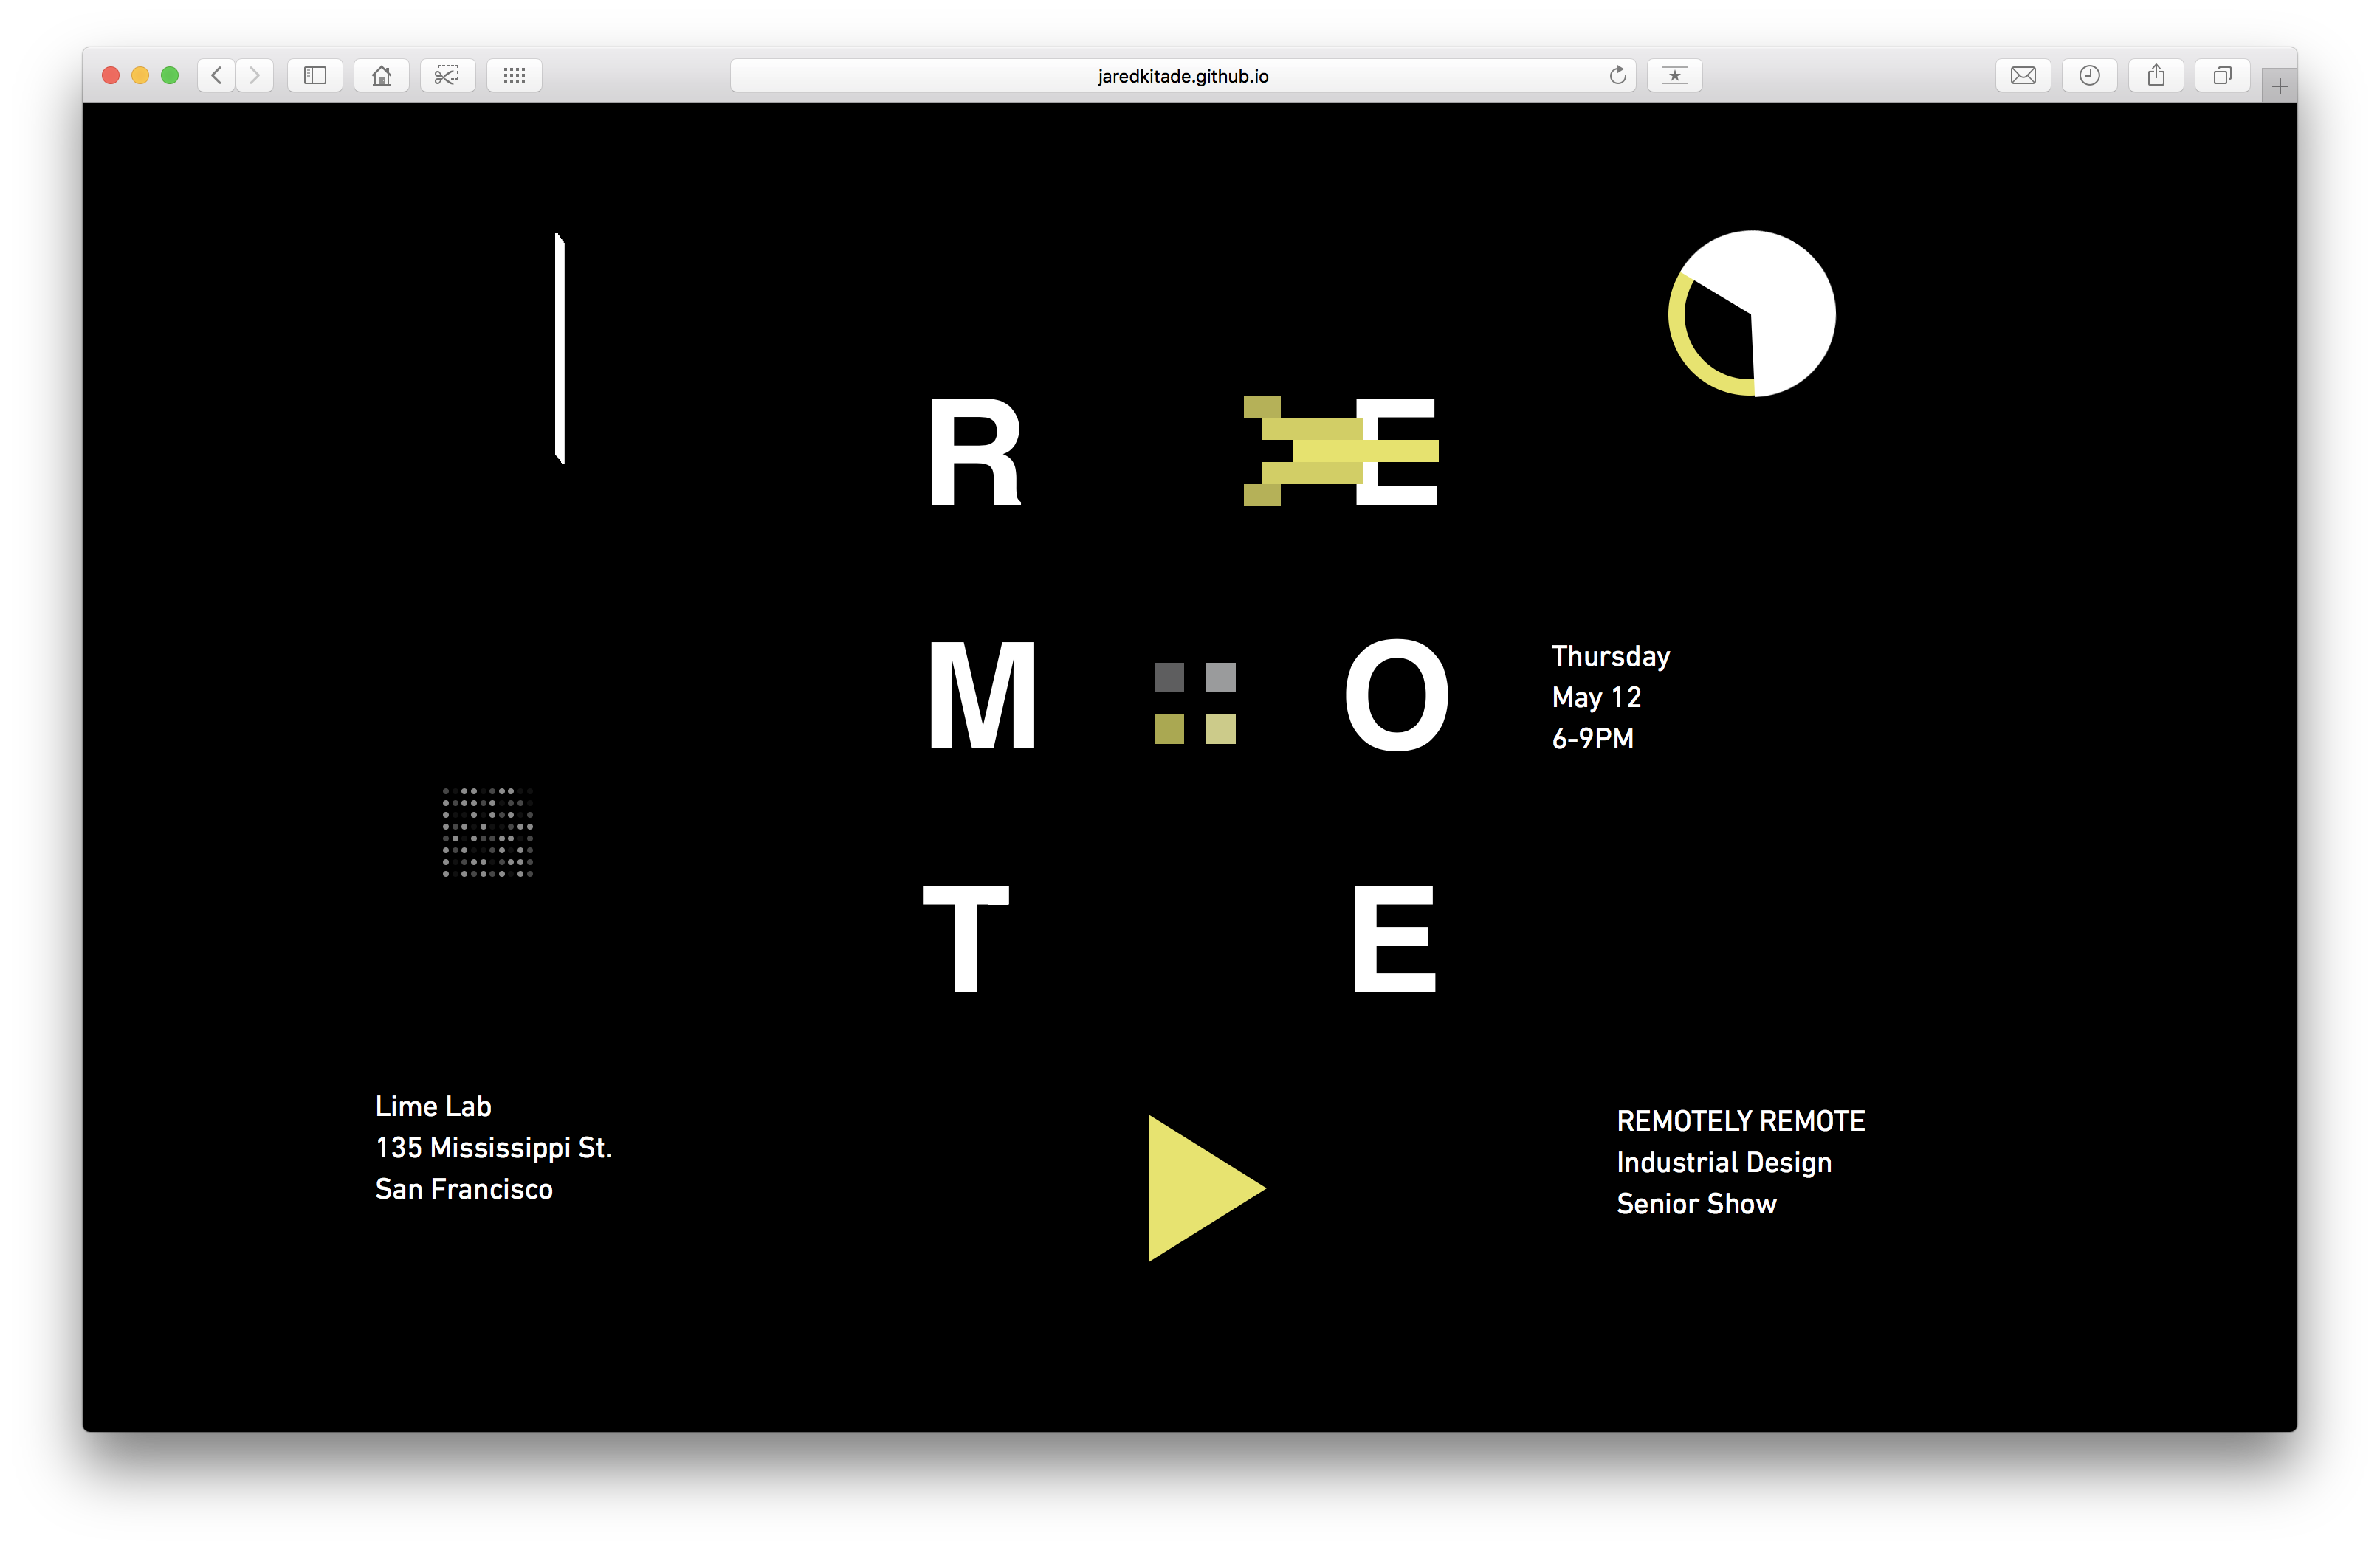 jaredkitade.github.io
R E
M O
T E
Thursday
May 12
6-9PM
Lime Lab
135 Mississippi St.
San Francisco
REMOTELY REMOTE
Industrial Design
Senior Show